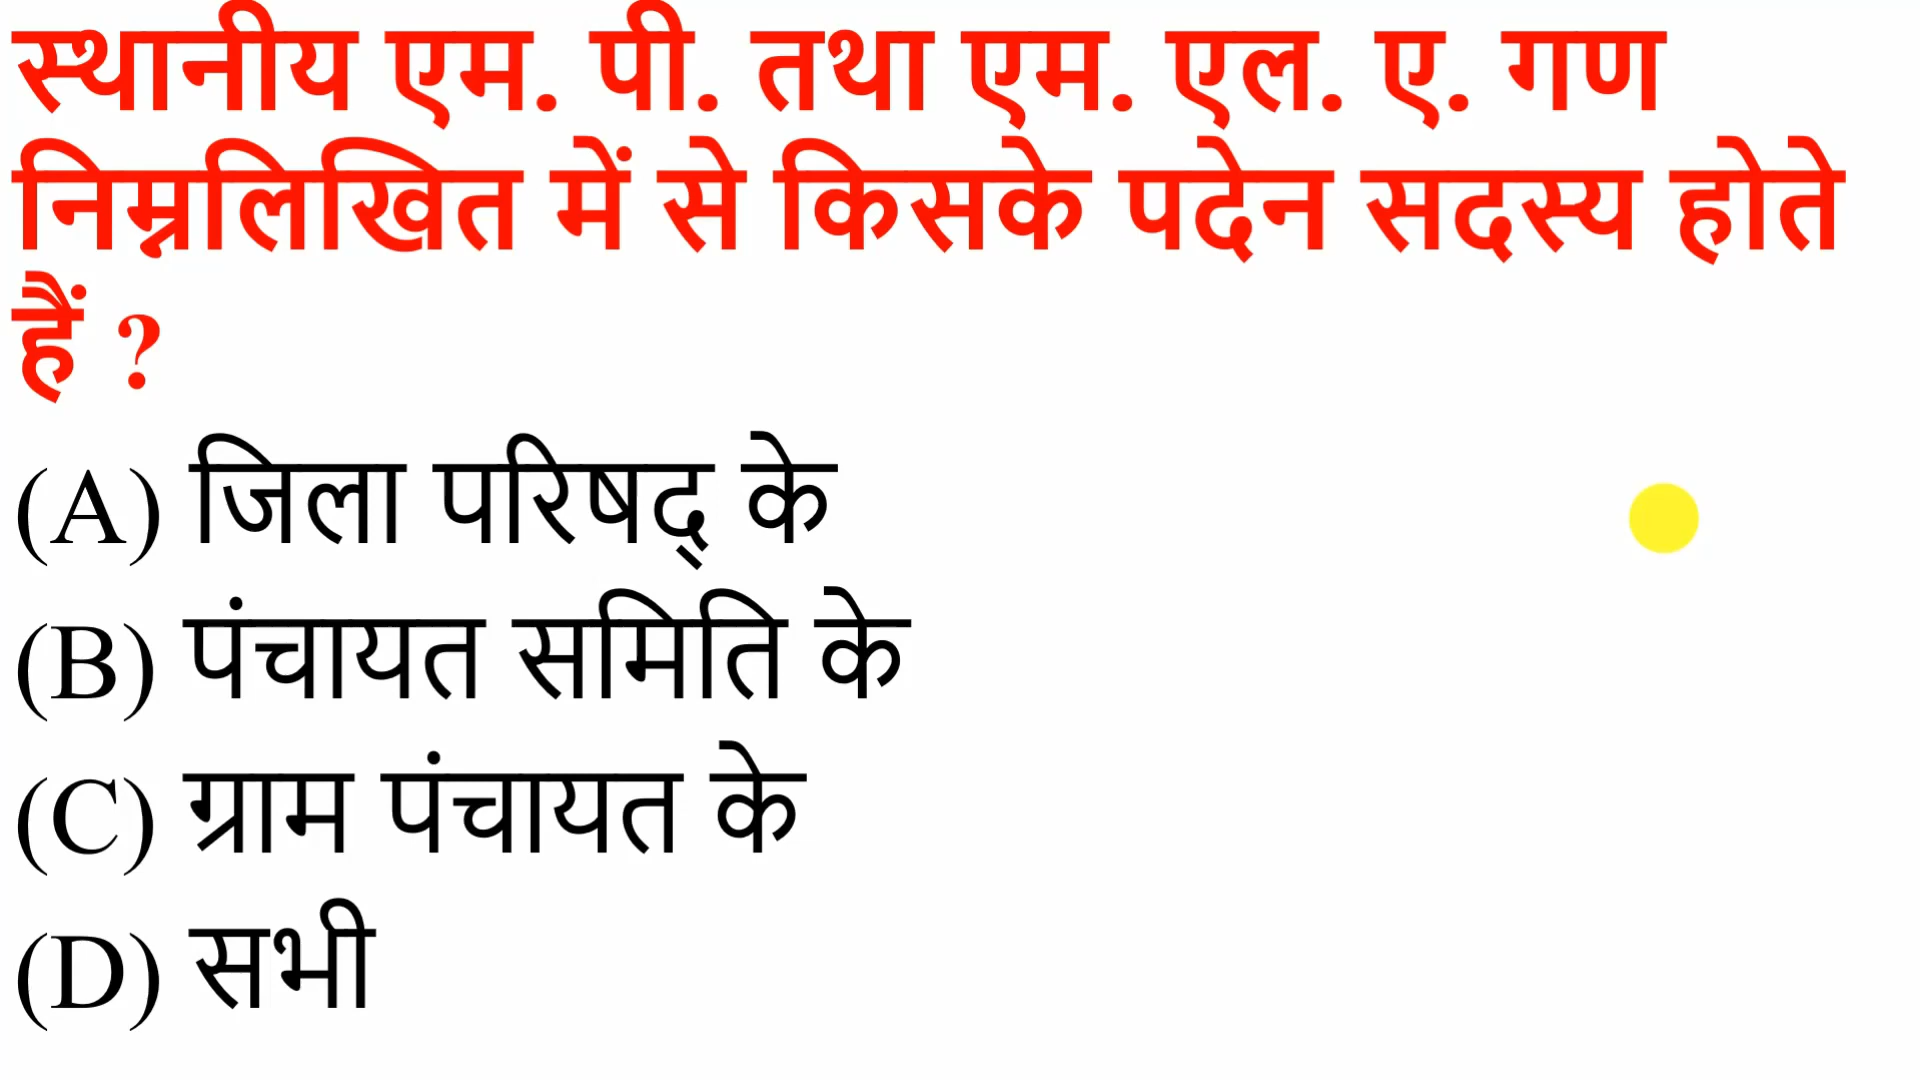 स्थानीय एम. पी. तथा एम. एल. ए. गण
निम्नलिखित में से किसके पदेन सदस्य होते
हैं ?
(A) जिला परिषद् के
(B) पंचायत समिति के
(C) ग्राम पंचायत के
(D) सभी